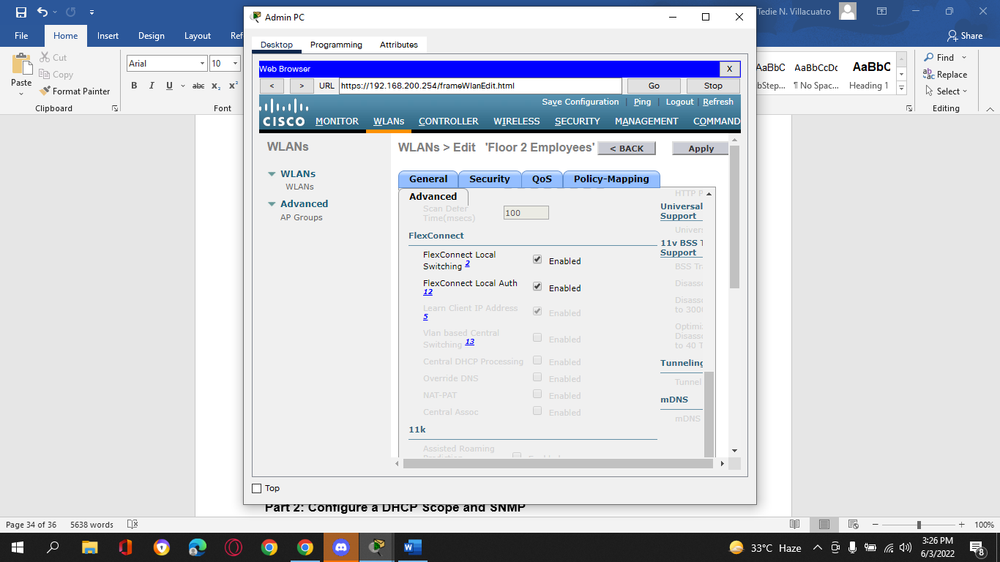 Tedie N. Villacuatro
File Home Insert Design Layout Ref
Share
Cut
Copy
Format Painter
Paste
Clipboard
Arial 10
B I U abc x₂ x²
Font
AaBbC AaBbCcDc AaBbC
bStep... ¶ No Spac... Heading 1
Find
Replace
Select
Editing
Admin PC
Desktop Programming Attributes
Web Browser X
< > URL https://192.168.200.254/frameWlanEdit.html Go Stop
Save Configuration | Ping | Logout | Refresh
CISCO MONITOR WLANs CONTROLLER WIRELESS SECURITY MANAGEMENT COMMAND
WLANs
WLANs
WLANs
Advanced
AP Groups
WLANs > Edit 'Floor 2 Employees' < BACK Apply
General Security QoS Policy-Mapping
Advanced
Scan Defer
Time(msecs) 100
FlexConnect
FlexConnect Local
Switching 2 Enabled
FlexConnect Local Auth
12 Enabled
Learn Client IP Address
5 Enabled
Vlan based Central
Switching 13 Enabled
Central DHCP Processing Enabled
Override DNS Enabled
NAT-PAT Enabled
Central Assoc Enabled
11k
Assisted Roaming
HTTP P
Universal
Support
Univers
11v BSS T
Support
BSS Tr
Disasso
Disasso
to 3000
Optimi
Disasso
to 40 T
Tunneling
Tunnel
mDNS
mDNS
Top
Part 2: Configure a DHCP Scope and SNMP
Page 34 of 36 5638 words
100%
33°C Haze
3:26 PM
6/3/2022
8